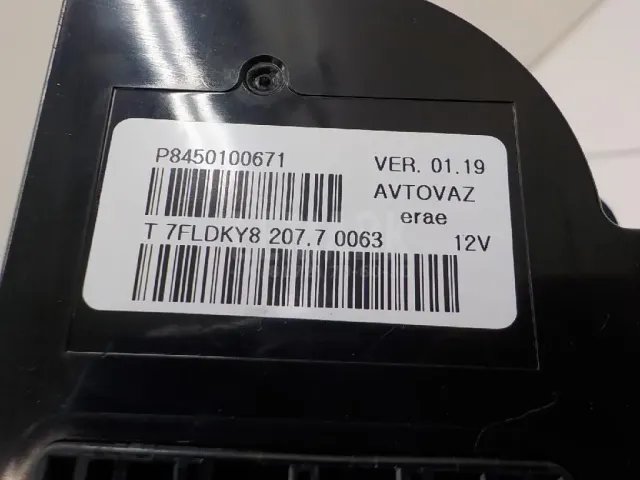 P8450100671
VER. 01.19
AVTOVAZ
erae
T 7FLDKY8 207.7 0063
12V